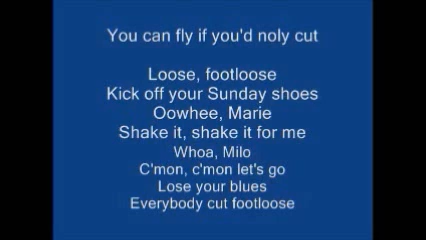 You can fly if you'd noly cut
Loose, footloose
Kick off your Sunday shoes
Oowhee, Marie
Shake it, shake it for me
Whoa, Milo
C'mon, c'mon let's go
Lose your blues
Everybody cut footloose